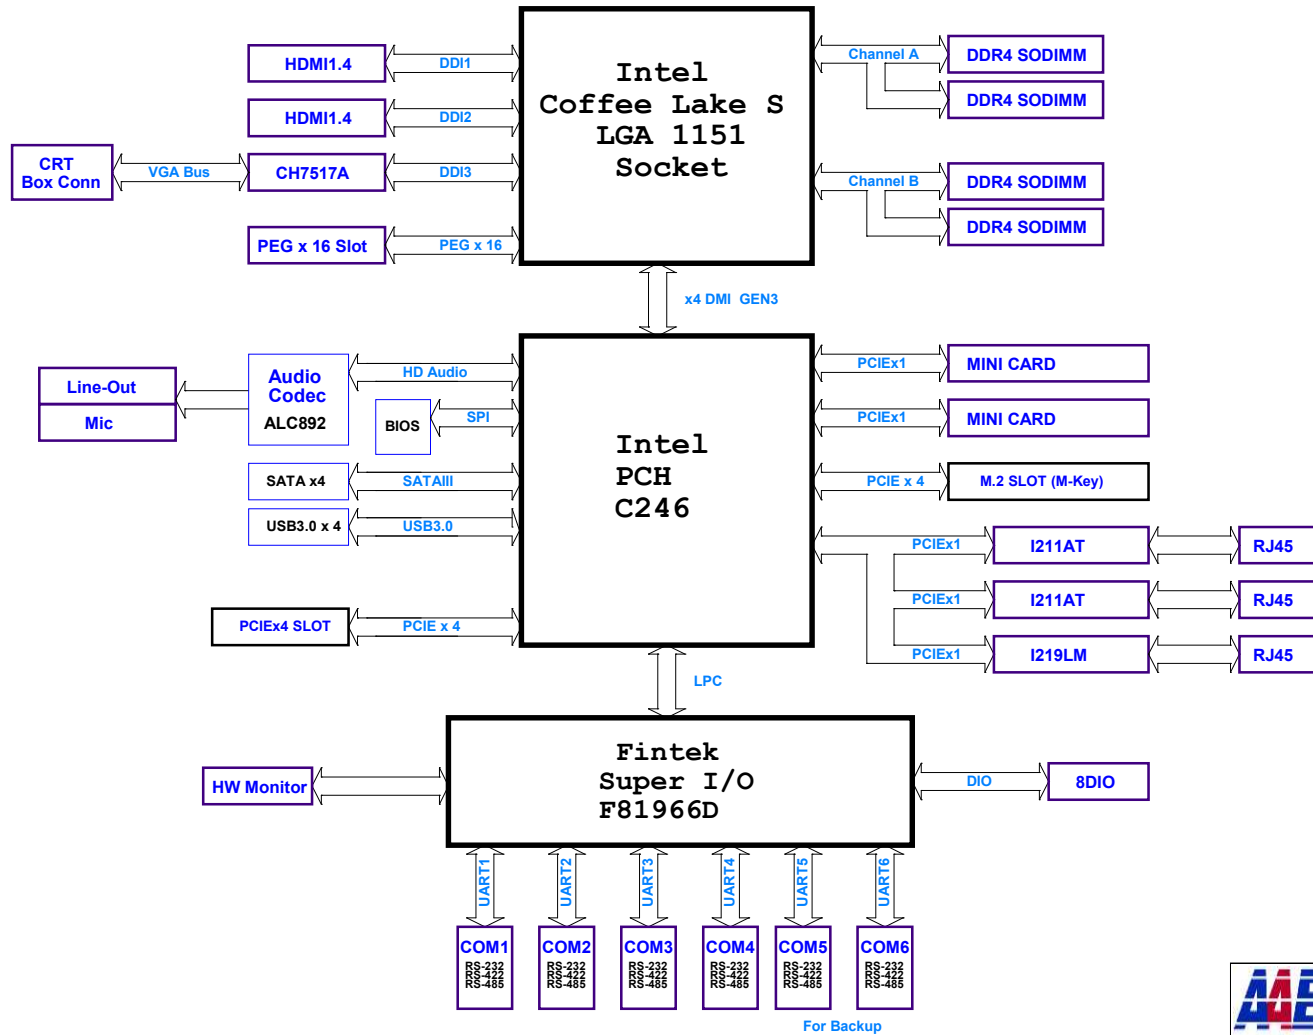 Intel
Coffee Lake S
LGA 1151
Socket
HDMI1.4
DDI1
HDMI1.4
DDI2
CRT
Box Conn
VGA Bus
CH7517A
DDI3
PEG x 16 Slot
PEG x 16
Channel A
DDR4 SODIMM
DDR4 SODIMM
Channel B
DDR4 SODIMM
DDR4 SODIMM
x4 DMI  GEN3
Intel
PCH
C246
Line-Out
Mic
Audio
Codec
ALC892
HD Audio
BIOS
SPI
SATA x4
SATAIII
USB3.0 x 4
USB3.0
PCIEx4 SLOT
PCIE x 4
PCIEx1
MINI CARD
PCIEx1
MINI CARD
PCIE x 4
M.2 SLOT (M-Key)
PCIEx1
I211AT
RJ45
PCIEx1
I211AT
RJ45
PCIEx1
I219LM
RJ45
LPC
Fintek
Super I/O
F81966D
HW Monitor
DIO
8DIO
UART1
UART2
UART3
UART4
UART5
UART6
COM1
RS-232
RS-422
RS-485
COM2
RS-232
RS-422
RS-485
COM3
RS-232
RS-422
RS-485
COM4
RS-232
RS-422
RS-485
COM5
RS-232
RS-422
RS-485
COM6
RS-232
RS-422
RS-485
For Backup